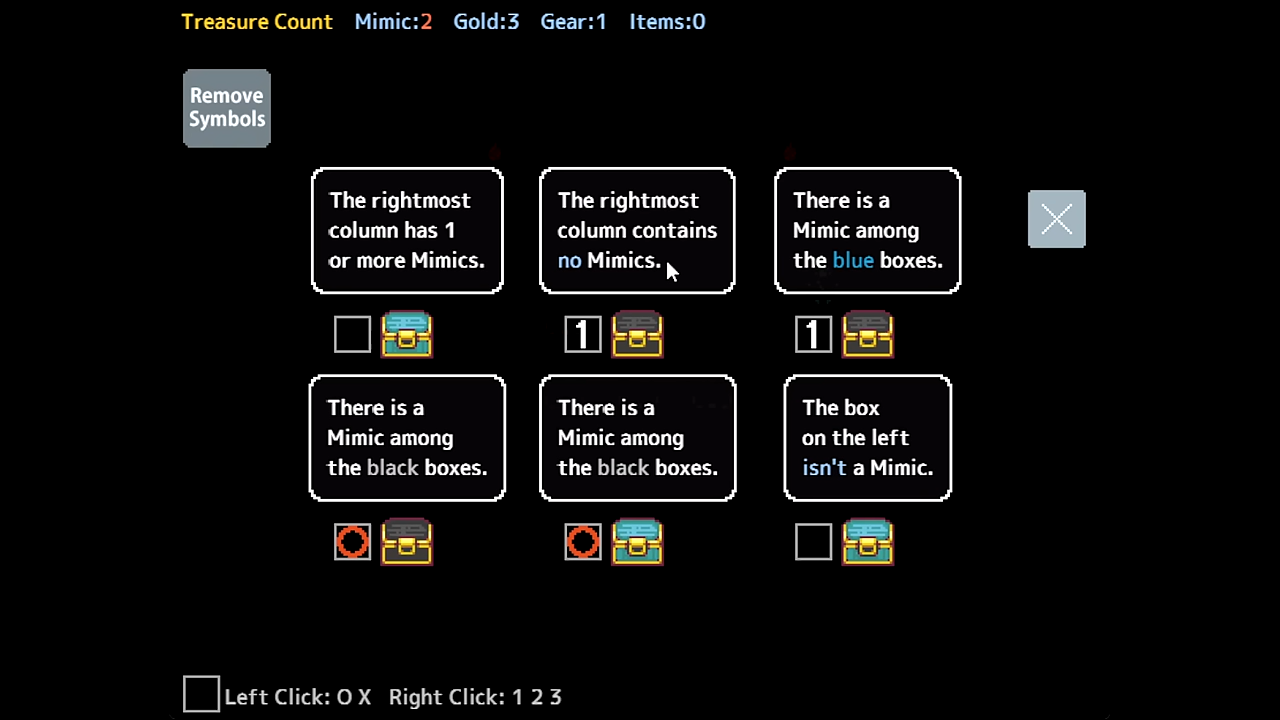 Treasure Count Mimic:2 Gold:3 Gear:1 Items:0
Remove
Symbols
The rightmost
column has 1
or more Mimics.
The rightmost
column contains
no Mimics.
There is a
Mimic among
the blue boxes.
1
1
There is a
Mimic among
the black boxes.
There is a
Mimic among
the black boxes.
The box
on the left
isn't a Mimic.
Left Click: O X Right Click: 1 2 3